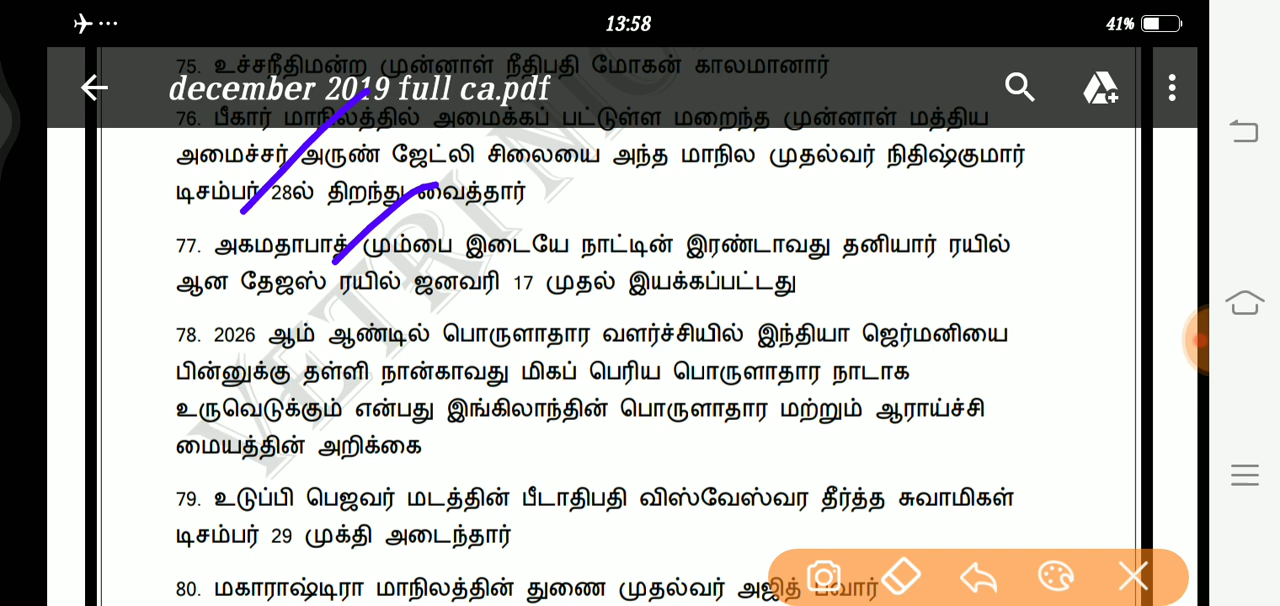 13:58
41%
75. உச்சநீதிமன்ற முன்னாள் நீதிபதி மோகன் காலமானார்
december 2019 full ca.pdf
76. பீகார் மாநிலத்தில் அமைக்கப் பட்டுள்ள மறைந்த முன்னாள் மத்திய
அமைச்சர் அருண் ஜேட்லி சிலையை அந்த மாநில முதல்வர் நிதிஷ்குமார்
டிசம்பர் 28ல் திறந்து வைத்தார்
77. அகமதாபாத் மும்பை இடையே நாட்டின் இரண்டாவது தனியார் ரயில்
ஆன தேஜஸ் ரயில் ஜனவரி 17 முதல் இயக்கப்பட்டது
78. 2026 ஆம் ஆண்டில் பொருளாதார வளர்ச்சியில் இந்தியா ஜெர்மனியை
பின்னுக்கு தள்ளி நான்காவது மிகப் பெரிய பொருளாதார நாடாக
உருவெடுக்கும் என்பது இங்கிலாந்தின் பொருளாதார மற்றும் ஆராய்ச்சி
மையத்தின் அறிக்கை
79. உடுப்பி பெஜவர் மடத்தின் பீடாதிபதி விஸ்வேஸ்வர தீர்த்த சுவாமிகள்
டிசம்பர் 29 முக்தி அடைந்தார்
80. மகாராஷ்டிரா மாநிலத்தின் துணை முதல்வர் அஜித் பவார்
VETRI